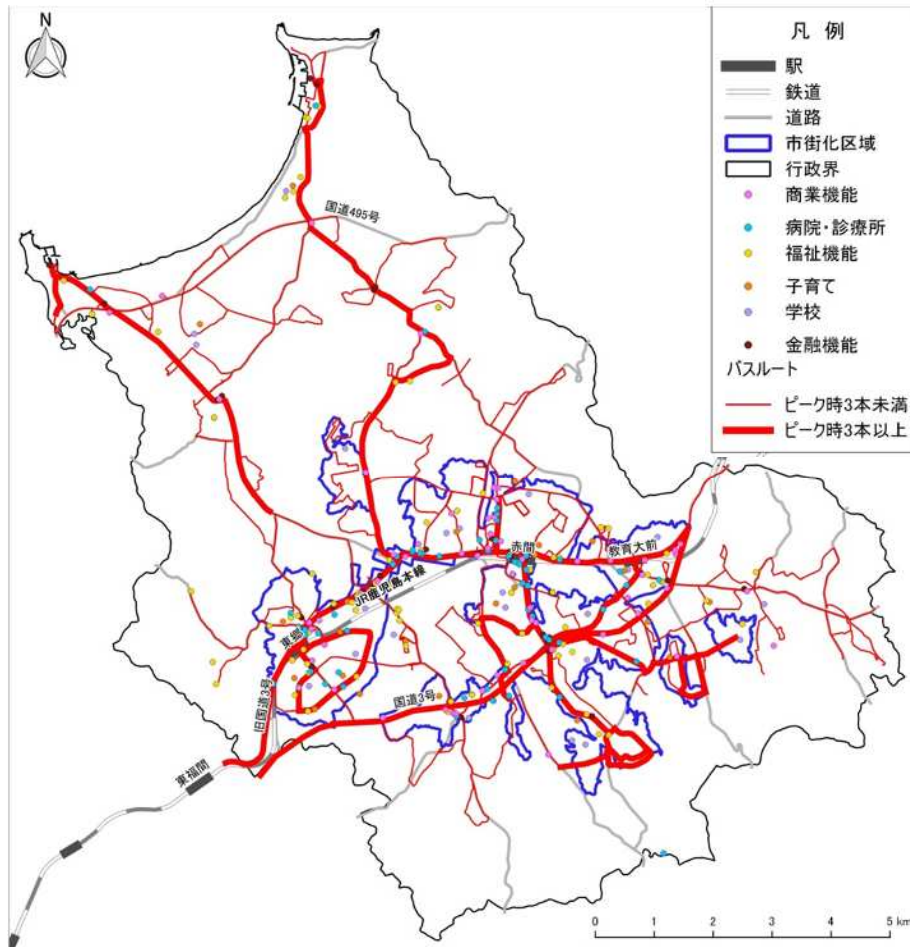 N
凡 例
駅
鉄道
道路
市街化区域
行政界
商業機能
病院・診療所
福祉機能
子育て
学校
金融機能
バスルート
ピーク時3本未満
ピーク時3本以上
国道495号
赤間
教育大前
JR鹿児島本線
東郷
国道3号
旧国道3号
東福間
0 1 2 3 4 5 km